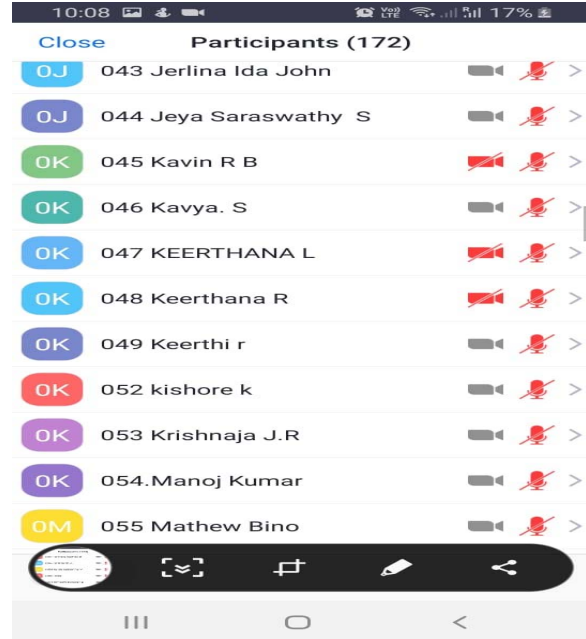 10:08 Vo) LTE 17%
Close Participants (172)
OJ 043 Jerlina Ida John
OJ 044 Jeya Saraswathy S
OK 045 Kavin R B
OK 046 Kavya. S
OK 047 KEERTHANA L
OK 048 Keerthana R
OK 049 Keerthi r
OK 052 kishore k
OK 053 Krishnaja J.R
OK 054.Manoj Kumar
OM 055 Mathew Bino